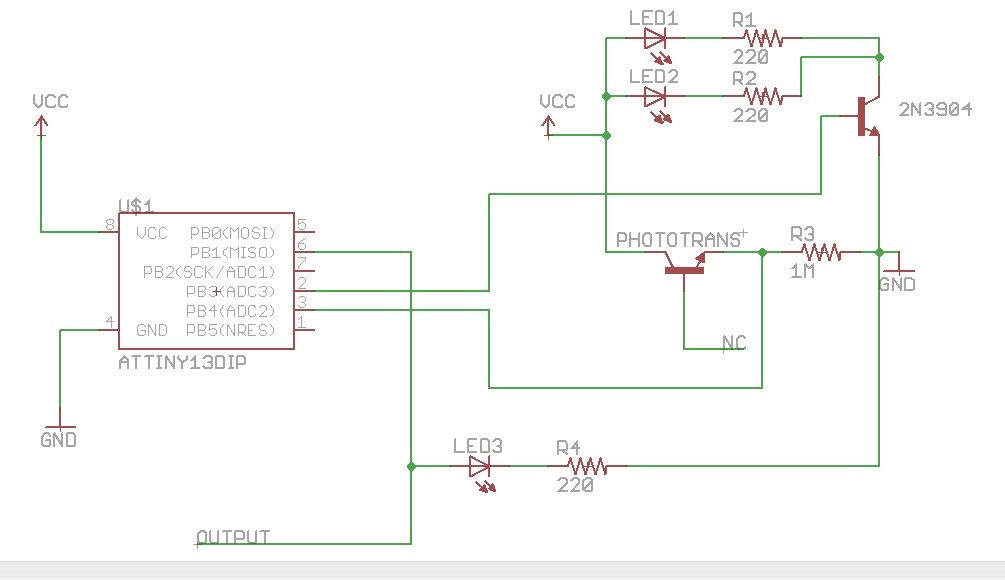 LED1
R1
220
LED2
R2
220
VCC
VCC
2N3904
U$1
8
VCC
PB0(MOSI)
5
PB1(MISO)
6
PB2(SCK/ADC1)
7
PB3(ADC3)
2
PB4(ADC2)
3
4
GND
PB5(NRES)
1
ATTINY13DIP
PHOTOTRANS
R3
1M
GND
NC
GND
LED3
R4
220
OUTPUT